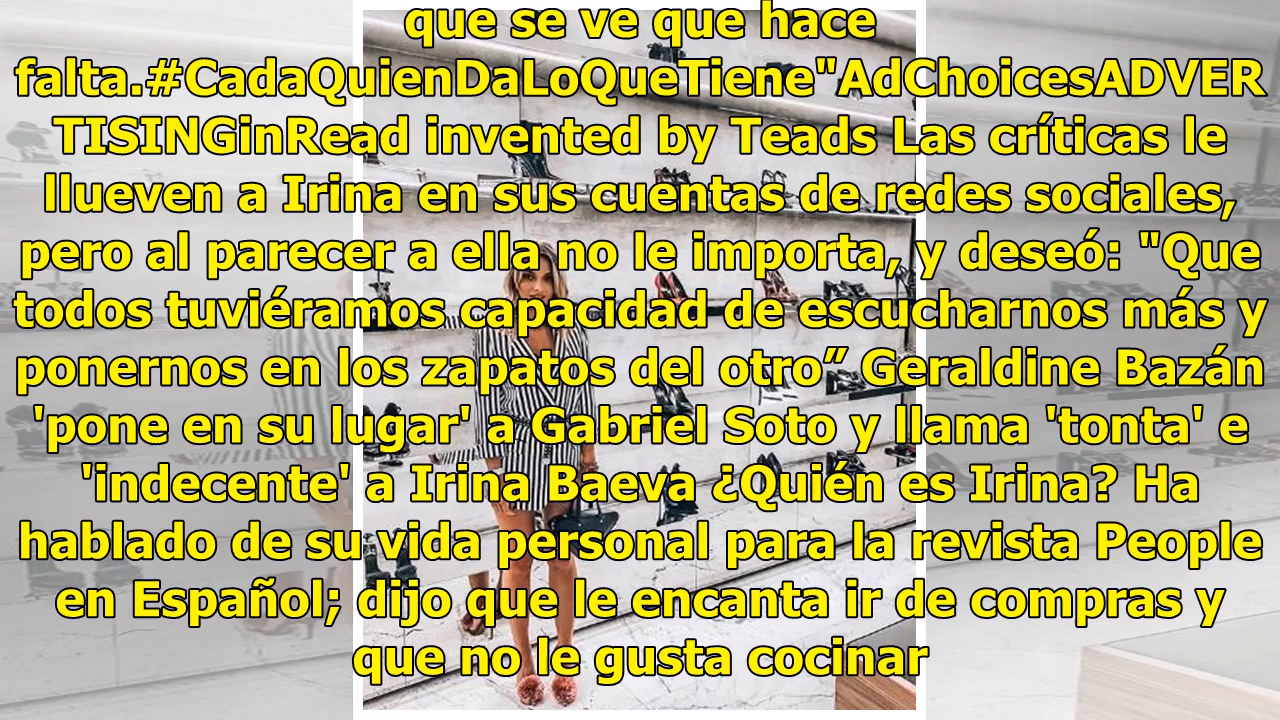 que se ve que hace
falta.#CadaQuienDaLoQueTiene"AdChoicesADVER
TISINGinRead invented by Teads Las críticas le
llueven a Irina en sus cuentas de redes sociales,
pero al parecer a ella no le importa, y deseó: "Que
todos tuviéramos capacidad de escucharnos más y
ponernos en los zapatos del otro” Geraldine Bazán
'pone en su lugar' a Gabriel Soto y llama 'tonta' e
'indecente' a Irina Baeva ¿Quién es Irina? Ha
hablado de su vida personal para la revista People
en Español; dijo que le encanta ir de compras y
que no le gusta cocinar